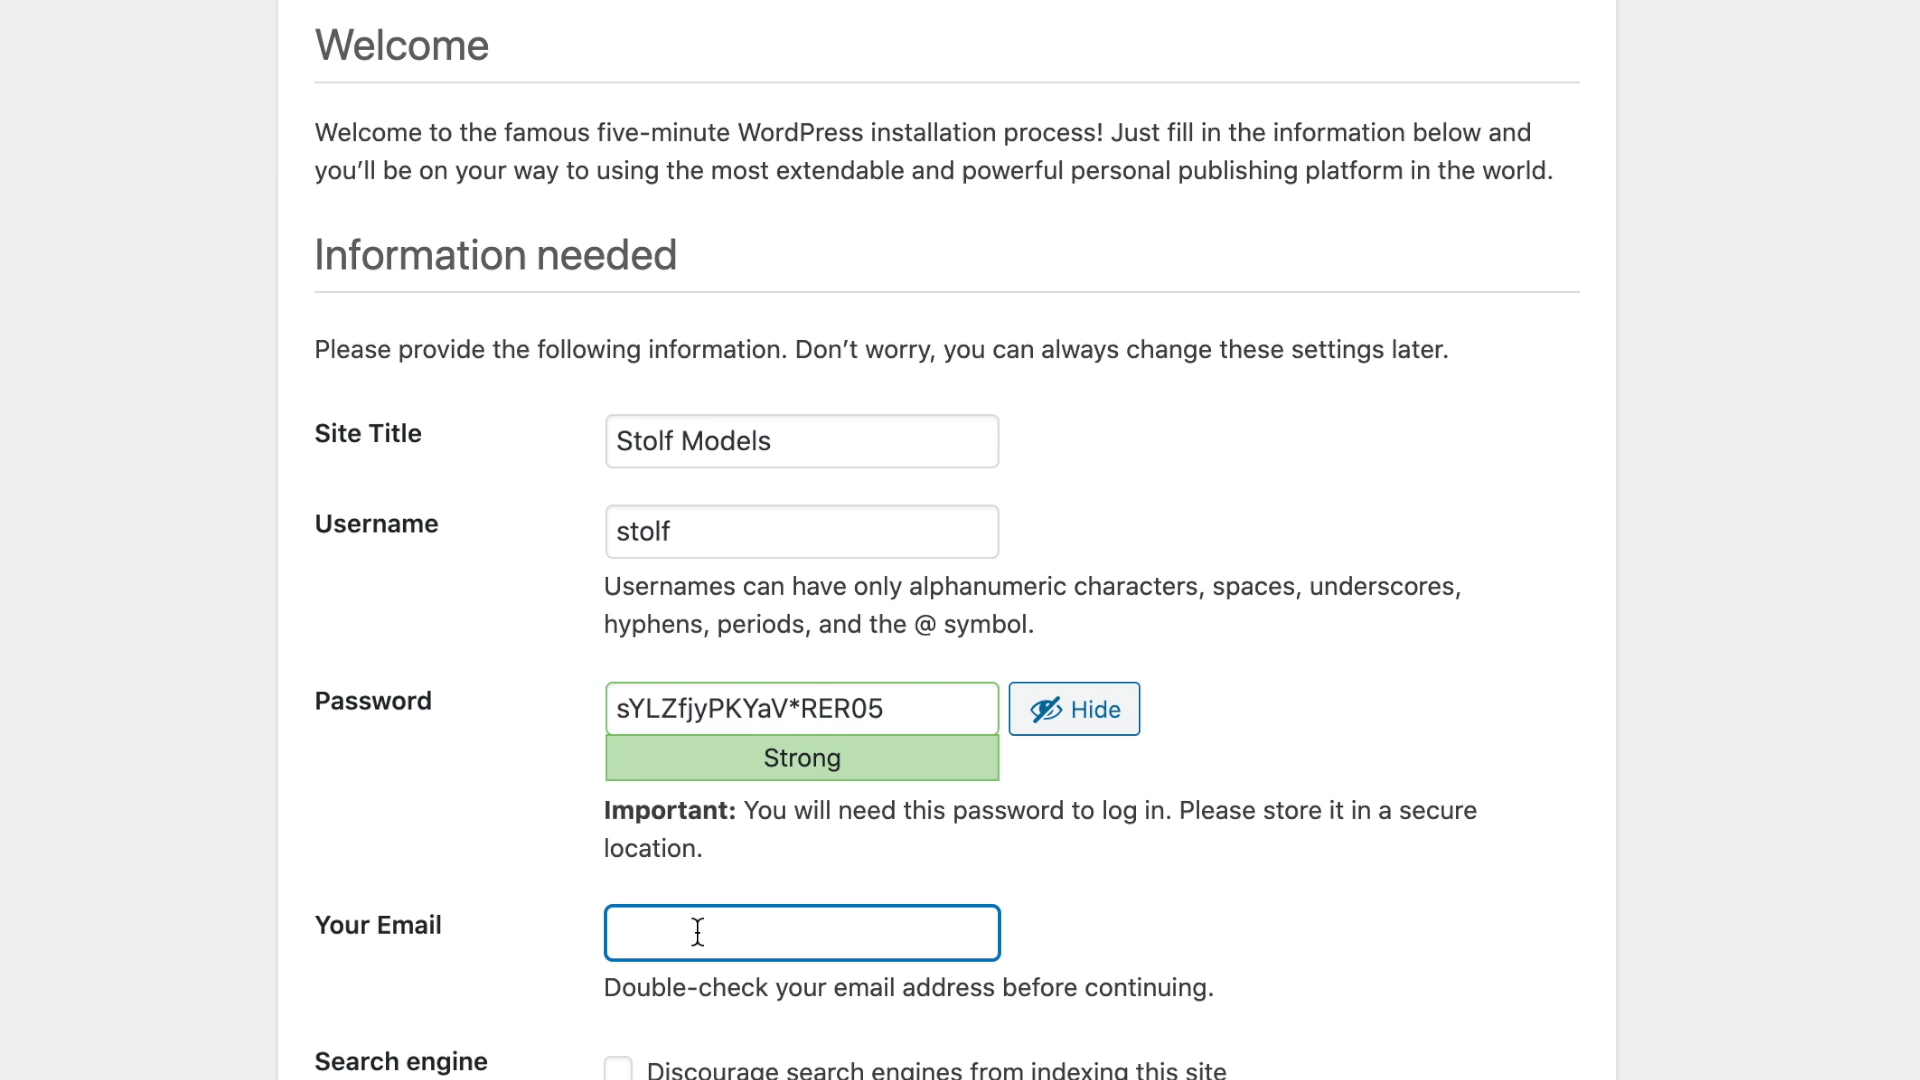 Welcome
Welcome to the famous five-minute WordPress installation process! Just fill in the information below and
you’ll be on your way to using the most extendable and powerful personal publishing platform in the world.
Information needed
Please provide the following information. Don’t worry, you can always change these settings later.
Site Title
Stolf Models
Username
stolf
Usernames can have only alphanumeric characters, spaces, underscores,
hyphens, periods, and the @ symbol.
Password
sYLZfjyPKYaV*RER05
Hide
Strong
Important: You will need this password to log in. Please store it in a secure
location.
Your Email
Double-check your email address before continuing.
Search engine
Discourage search engines from indexing this site